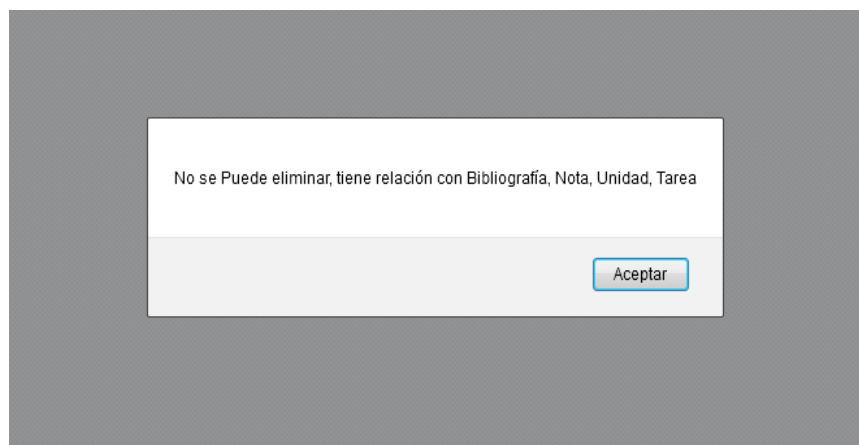 No se Puede eliminar, tiene relación con Bibliografía, Nota, Unidad, Tarea
Aceptar